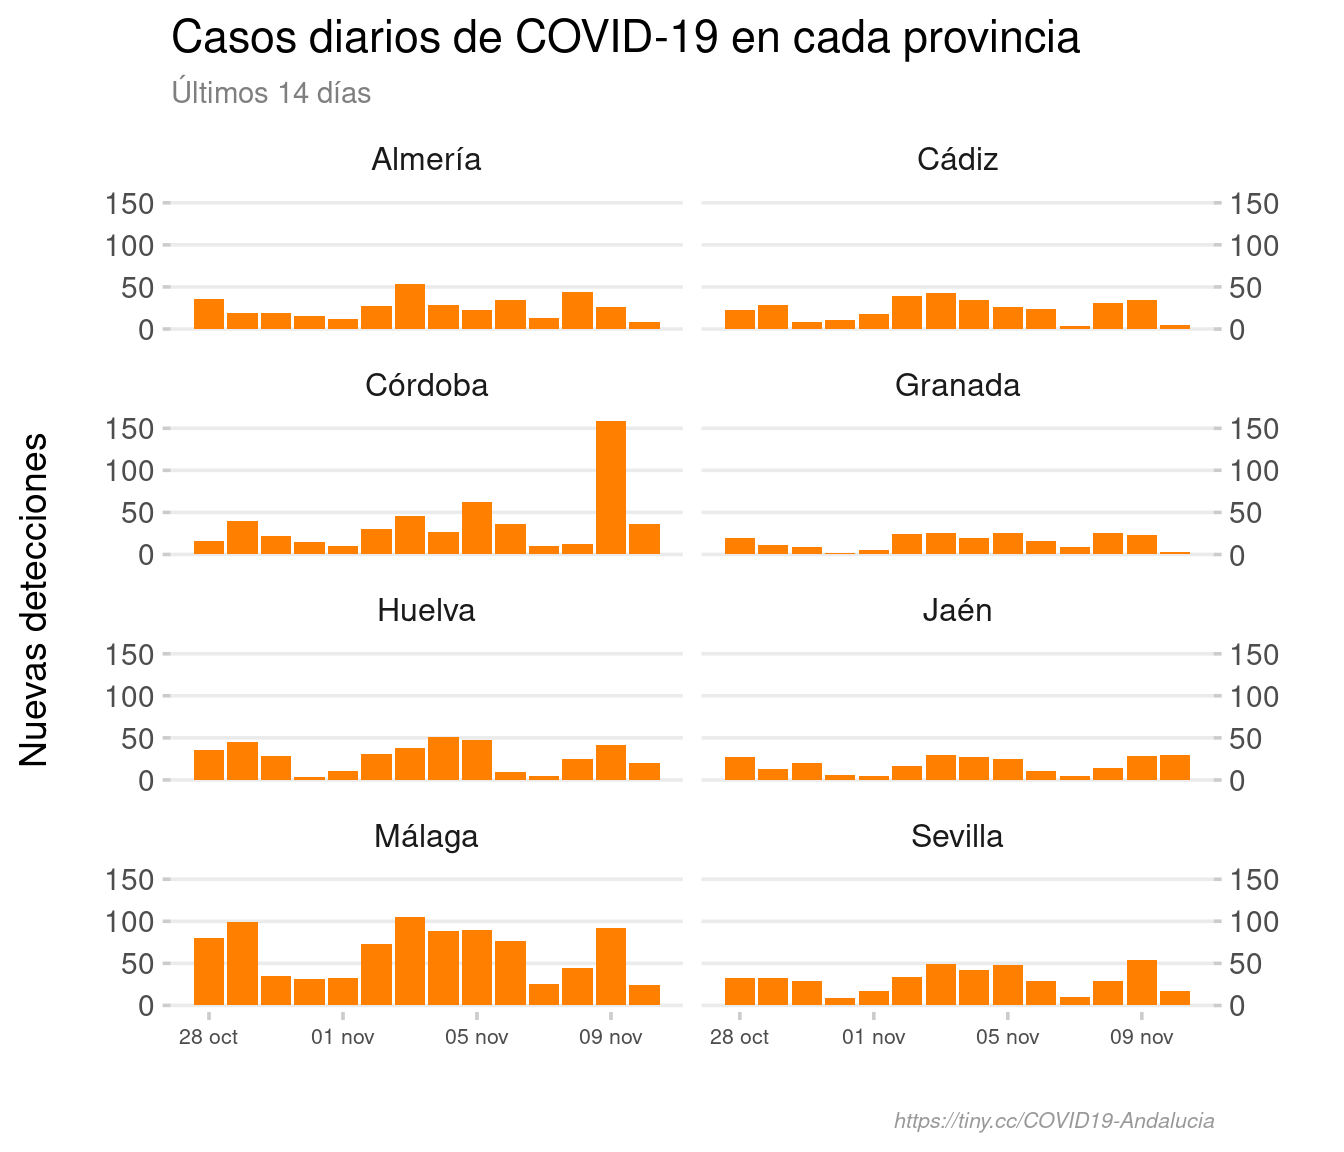 Casos diarios de COVID-19 en cada provincia
Últimos 14 días
Nuevas detecciones
Almería
Cádiz
150
100
50
0
150
100
50
0
Córdoba
Granada
150
100
50
0
150
100
50
0
Huelva
Jaén
150
100
50
0
150
100
50
0
Málaga
Sevilla
150
100
50
0
150
100
50
0
28 oct 01 nov 05 nov 09 nov
28 oct 01 nov 05 nov 09 nov
https://tiny.cc/COVID19-Andalucia